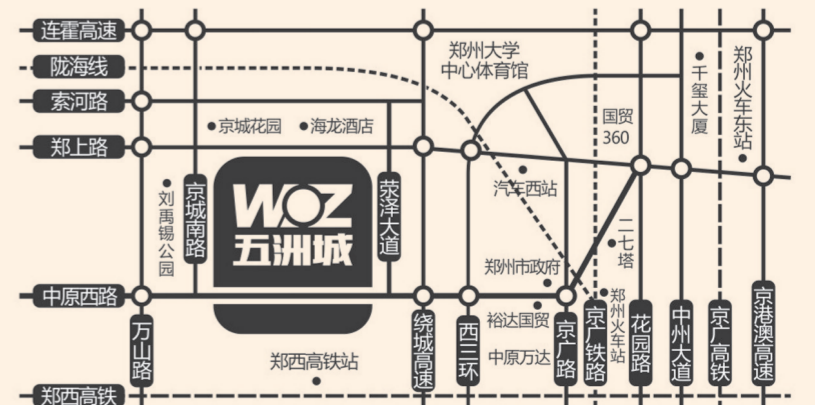 连霍高速
陇海线
索河路
郑上路
中原西路
郑西高铁
郑州大学
中心体育馆
京城花园
海龙酒店
国贸
360
千玺大厦
郑州火车东站
汽车西站
刘禹锡公园
京城南路
WOZ
五洲城
荥泽大道
二七塔
郑州市政府
裕达国贸
中原万达
郑州火车站
郑西高铁站
万山路
绕城高速
西三环
京广路
京广铁路
花园路
中州大道
京广高铁
京港澳高速